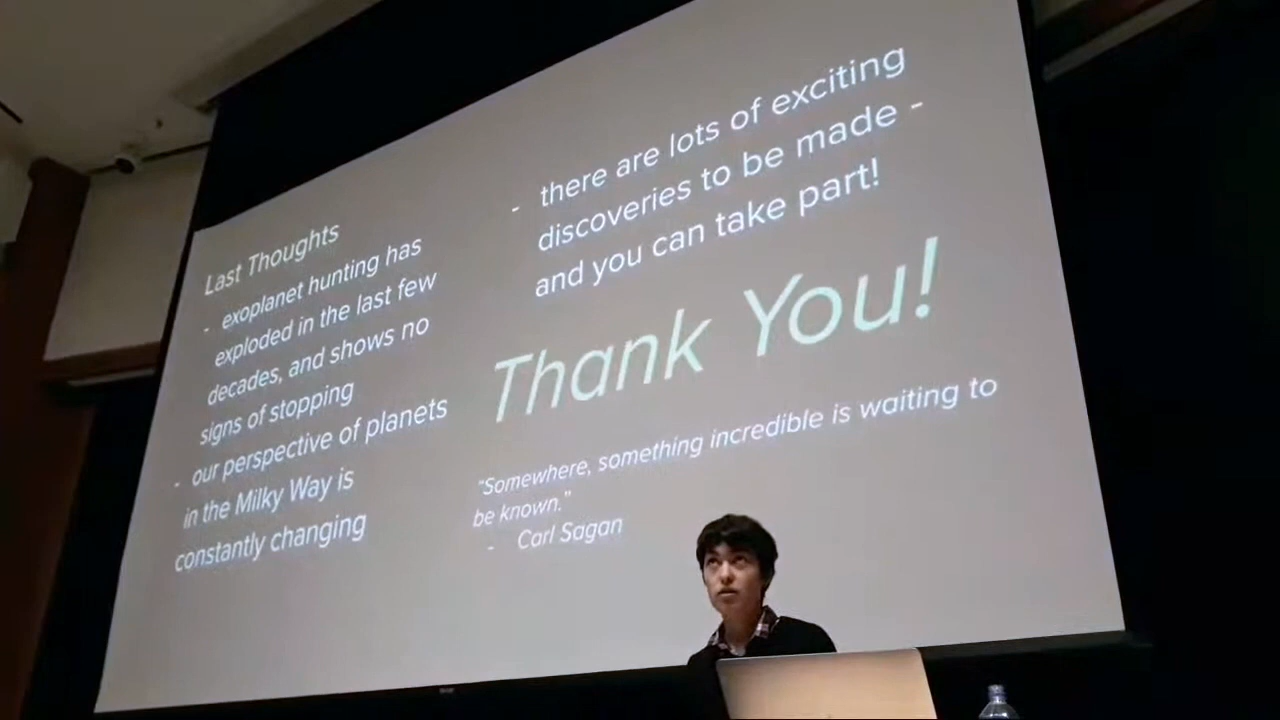 Last Thoughts
- exoplanet hunting has
exploded in the last few
decades, and shows no
signs of stopping
- our perspective of planets
in the Milky Way is
constantly changing
- there are lots of exciting
discoveries to be made -
and you can take part!
Thank You!
"Somewhere, something incredible is waiting to
be known."
- Carl Sagan